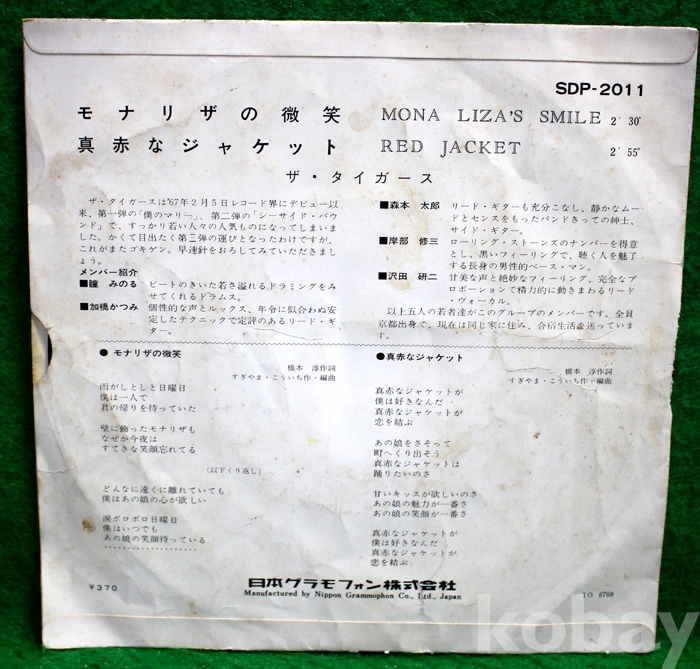 SDP-2011
モナリザの微笑 MONA LIZA'S SMILE 2' 30"
真赤なジャケット RED JACKET 2' 55"
ザ・タイガース
ザ・タイガースは'67年2月5日レコード界にデビュー以
来、第一弾の「僕のマリー」、第二弾の「シーサイド・バウ
ンド」で、すっかり若い人々の人気ものになってしまいま
した。かくて目出たく第三弾の運びとなったわけですが、
これがまたゴキゲン。早速針をおろしてみていただきまし
ょう。
メンバー紹介
■瞳 みのる ビートのきいた若さ溢れるドラミングをみ
せてくれるドラムス。
■加橋かつみ 個性的な声とルックス、年令に似合わぬ安
定したテクニックで定評のあるリード・ギ
ター。
■森本 太郎 リード・ギターも充分こなし、静かなムー
ドとセンスをもったバンドきっての紳士、
サイド・ギター。
■岸部 修三 ローリング・ストーンズのナンバーを得意
とし、黒いフィーリングで、聴く人を魅了
する長身の男性的ベース・マン。
■沢田 研二 甘美な声と絶妙なフィーリング、完全なプ
ロポーションで精力的に動きまわるリード
・ヴォーカル。
以上五人の若者達がこのグループのメンバーです。全員
京都出身で、現在は同じ家に住み、合宿生活を送っていま
す。
●モナリザの微笑
橋本 淳作詞
すぎやま・こういち作・編曲
雨がしとしと日曜日
僕は一人で
君の帰りを待っていた
壁に飾ったモナリザも
なぜか今夜は
すてきな笑顔忘れてる
(以下くり返し)
どんなに遠くに離れていても
僕はあの娘の心が欲しい
涙ポロポロ日曜日
僕はいつでも
あの娘の笑顔待っている
●真赤なジャケット
橋本 淳作詞
すぎやま・こういち作・編曲
真赤なジャケットが
僕は好きなんだ
真赤なジャケットが
恋を結ぶ
あの娘をさそって
町へくり出そう
真赤なジャケットは
踊りたいのさ
甘いキッスが欲しいのさ
あの娘の魅力が一番さ
あの娘の笑顔が一番さ
真赤なジャケットが
僕は好きなんだ
真赤なジャケットが
恋を結ぶ
¥370
日本グラモフォン株式会社
Manufactured by Nippon Grammophon Co., Ltd., Japan
TO 6708
kobay